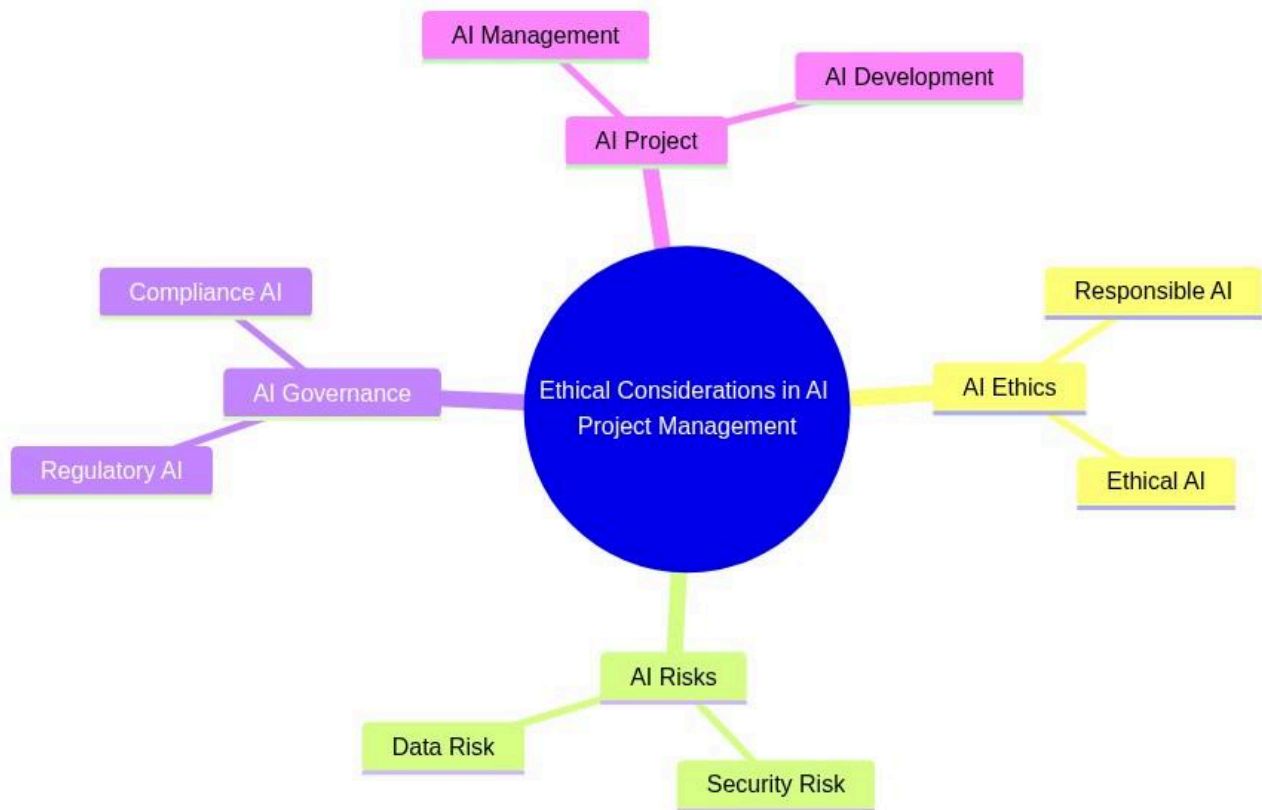 AI Management
AI Development
AI Project
Compliance AI
Responsible AI
AI Governance
Ethical Considerations in AI
Project Management
AI Ethics
Regulatory AI
Ethical AI
AI Risks
Data Risk
Security Risk